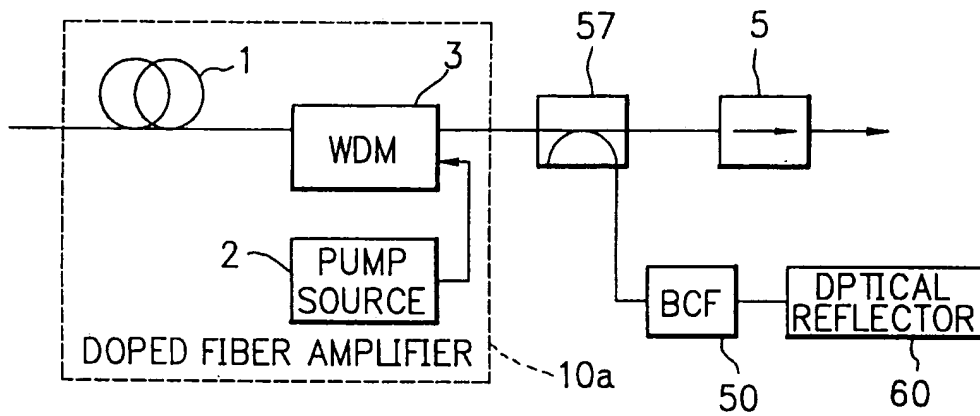 57
5
1
3
WDM
2
PUMP
SOURCE
BCF
DPTICAL
REFLECTOR
DOPED FIBER AMPLIFIER
10a
50
60